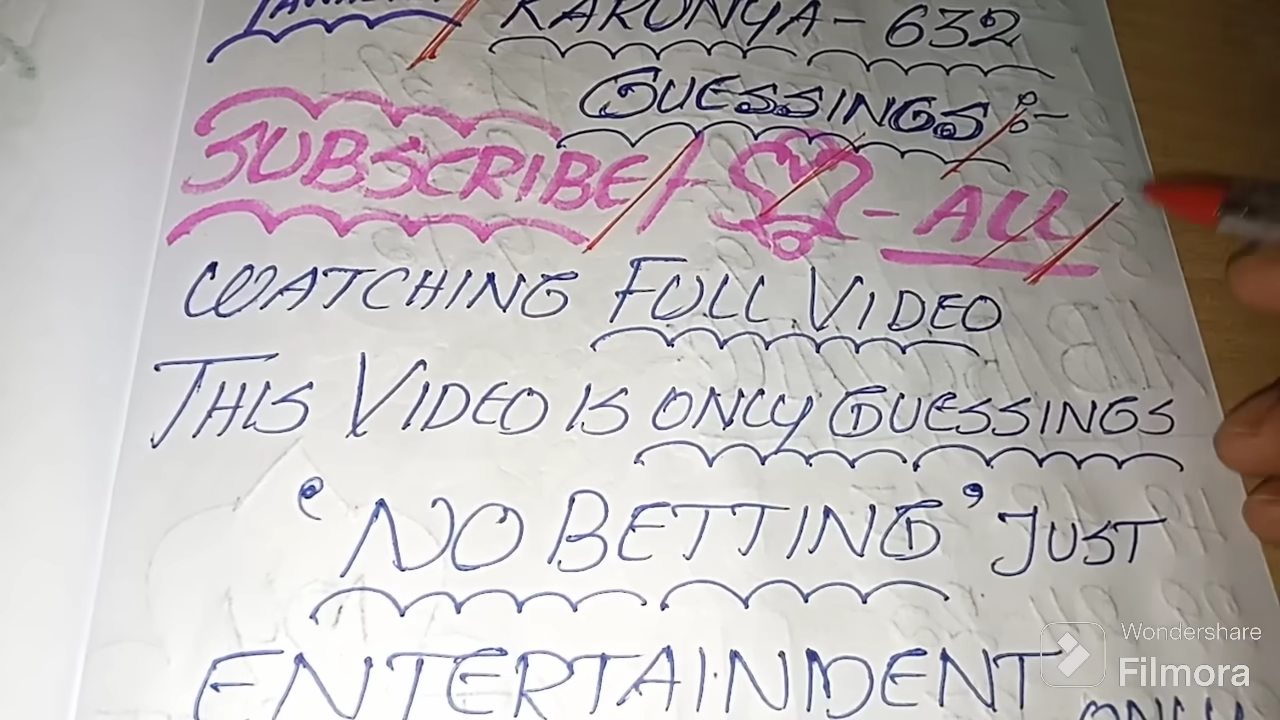 KARUNYA - 632
GUESSINGS :-
SUBSCRIBE / - ALL
WATCHING FULL VIDEO
THIS VIDEO IS ONLY GUESSINGS
'NO BETTING' JUST
ENTERTAINMENT ONLY
Wondershare
Filmora